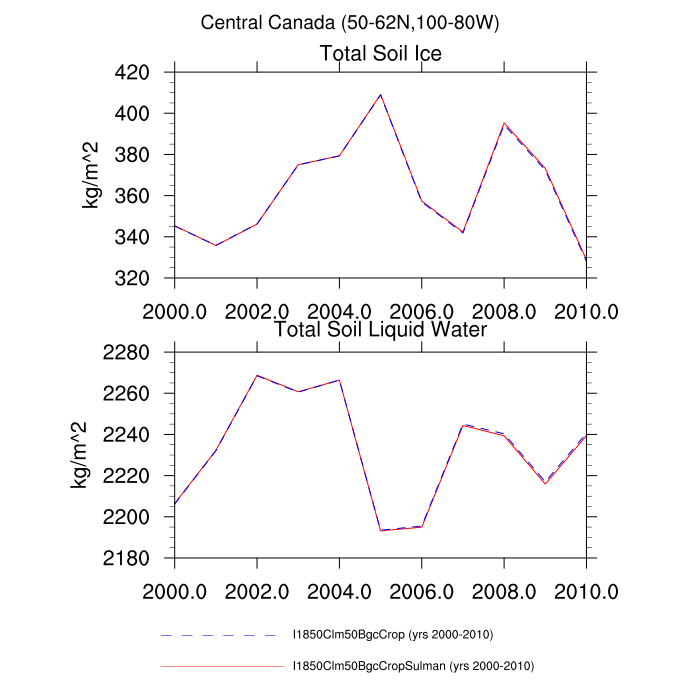 Central Canada (50-62N,100-80W)
Total Soil Ice
420
400
380
360
340
320
kg/m^2
2000.0 2002.0 2004.0 2006.0 2008.0 2010.0
Total Soil Liquid Water
2280
2260
2240
2220
2200
2180
kg/m^2
2000.0 2002.0 2004.0 2006.0 2008.0 2010.0
I1850Clm50BgcCrop (yrs 2000-2010)
I1850Clm50BgcCropSulman (yrs 2000-2010)